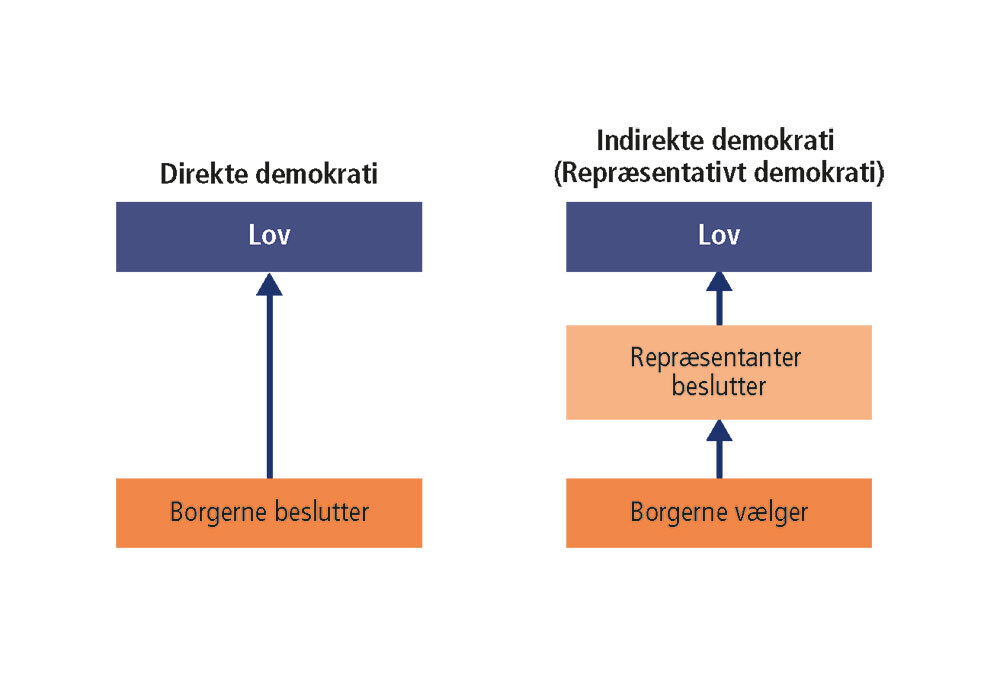 Direkte demokrati
Lov
Borgerne beslutter
Indirekte demokrati
(Repræsentativt demokrati)
Lov
Repræsentanter
beslutter
Borgerne vælger